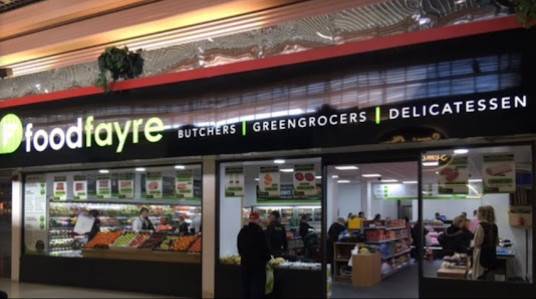 foodfayre BUTCHERS | GREENGROCERS | DELICATESSEN